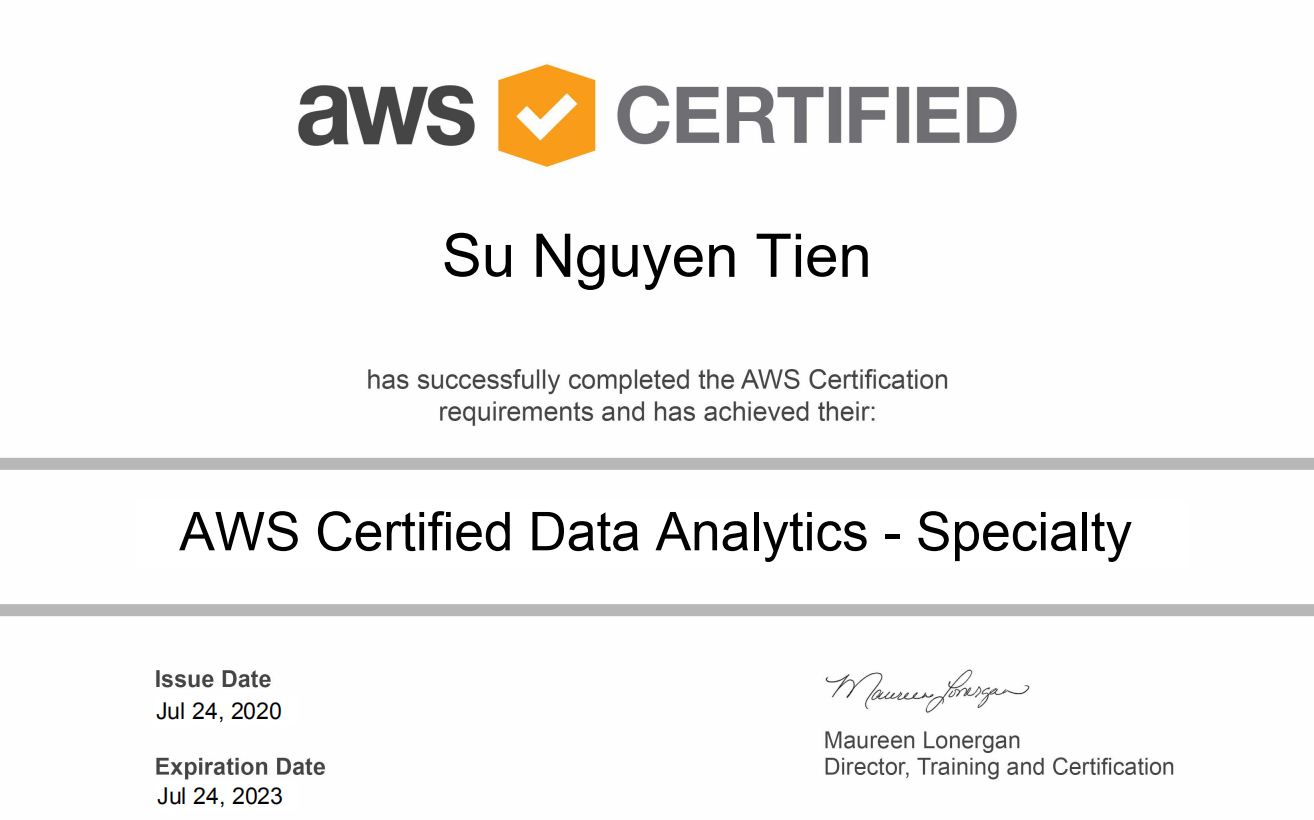 aws CERTIFIED
Su Nguyen Tien
has successfully completed the AWS Certification
requirements and has achieved their:
AWS Certified Data Analytics - Specialty
Issue Date
Jul 24, 2020
Expiration Date
Jul 24, 2023
Maureen Lonergan
Maureen Lonergan
Director, Training and Certification